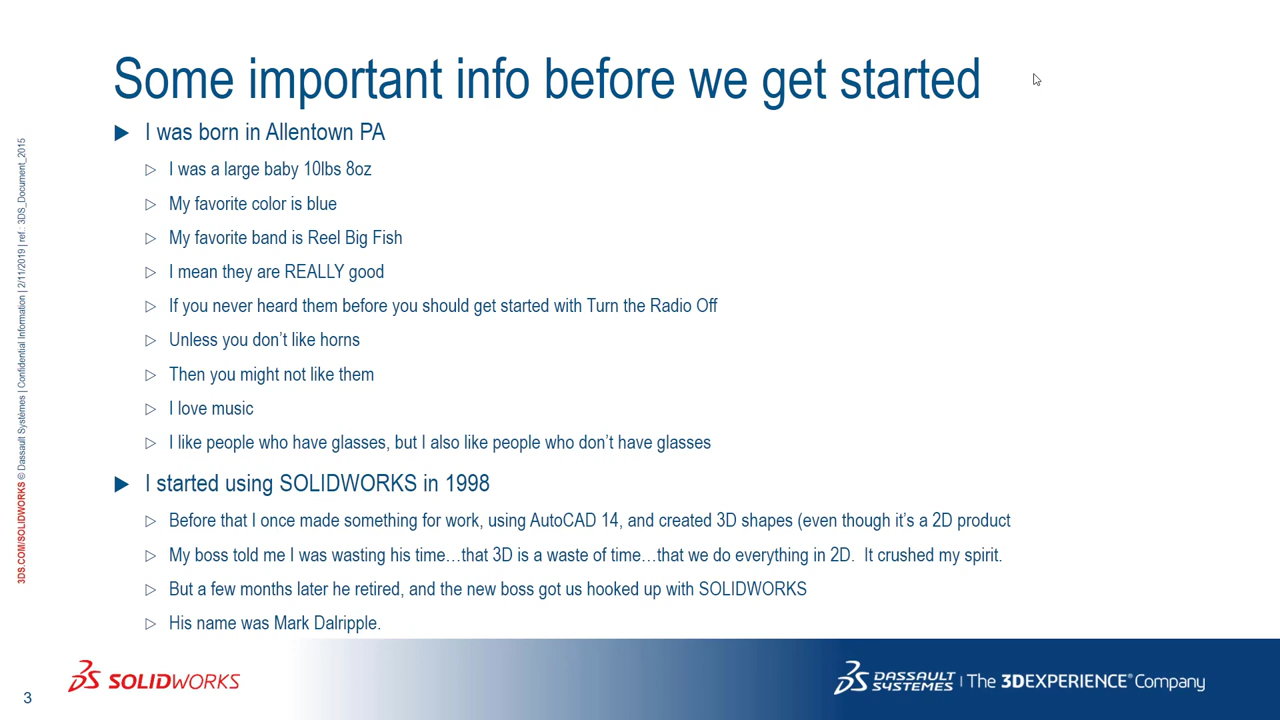 Some important info before we get started
I was born in Allentown PA
I was a large baby 10lbs 8oz
My favorite color is blue
My favorite band is Reel Big Fish
I mean they are REALLY good
If you never heard them before you should get started with Turn the Radio Off
Unless you don’t like horns
Then you might not like them
I love music
I like people who have glasses, but I also like people who don’t have glasses
I started using SOLIDWORKS in 1998
Before that I once made something for work, using AutoCAD 14, and created 3D shapes (even though it’s a 2D product
My boss told me I was wasting his time…that 3D is a waste of time…that we do everything in 2D.  It crushed my spirit.
But a few months later he retired, and the new boss got us hooked up with SOLIDWORKS
His name was Mark Dalripple.
3DS.COM/SOLIDWORKS © Dassault Systèmes | Confidential Information | 2/11/2019 | ref.: 3DS_Document_2015
3
SOLIDWORKS
DASSAULT SYSTEMES | The 3DEXPERIENCE® Company